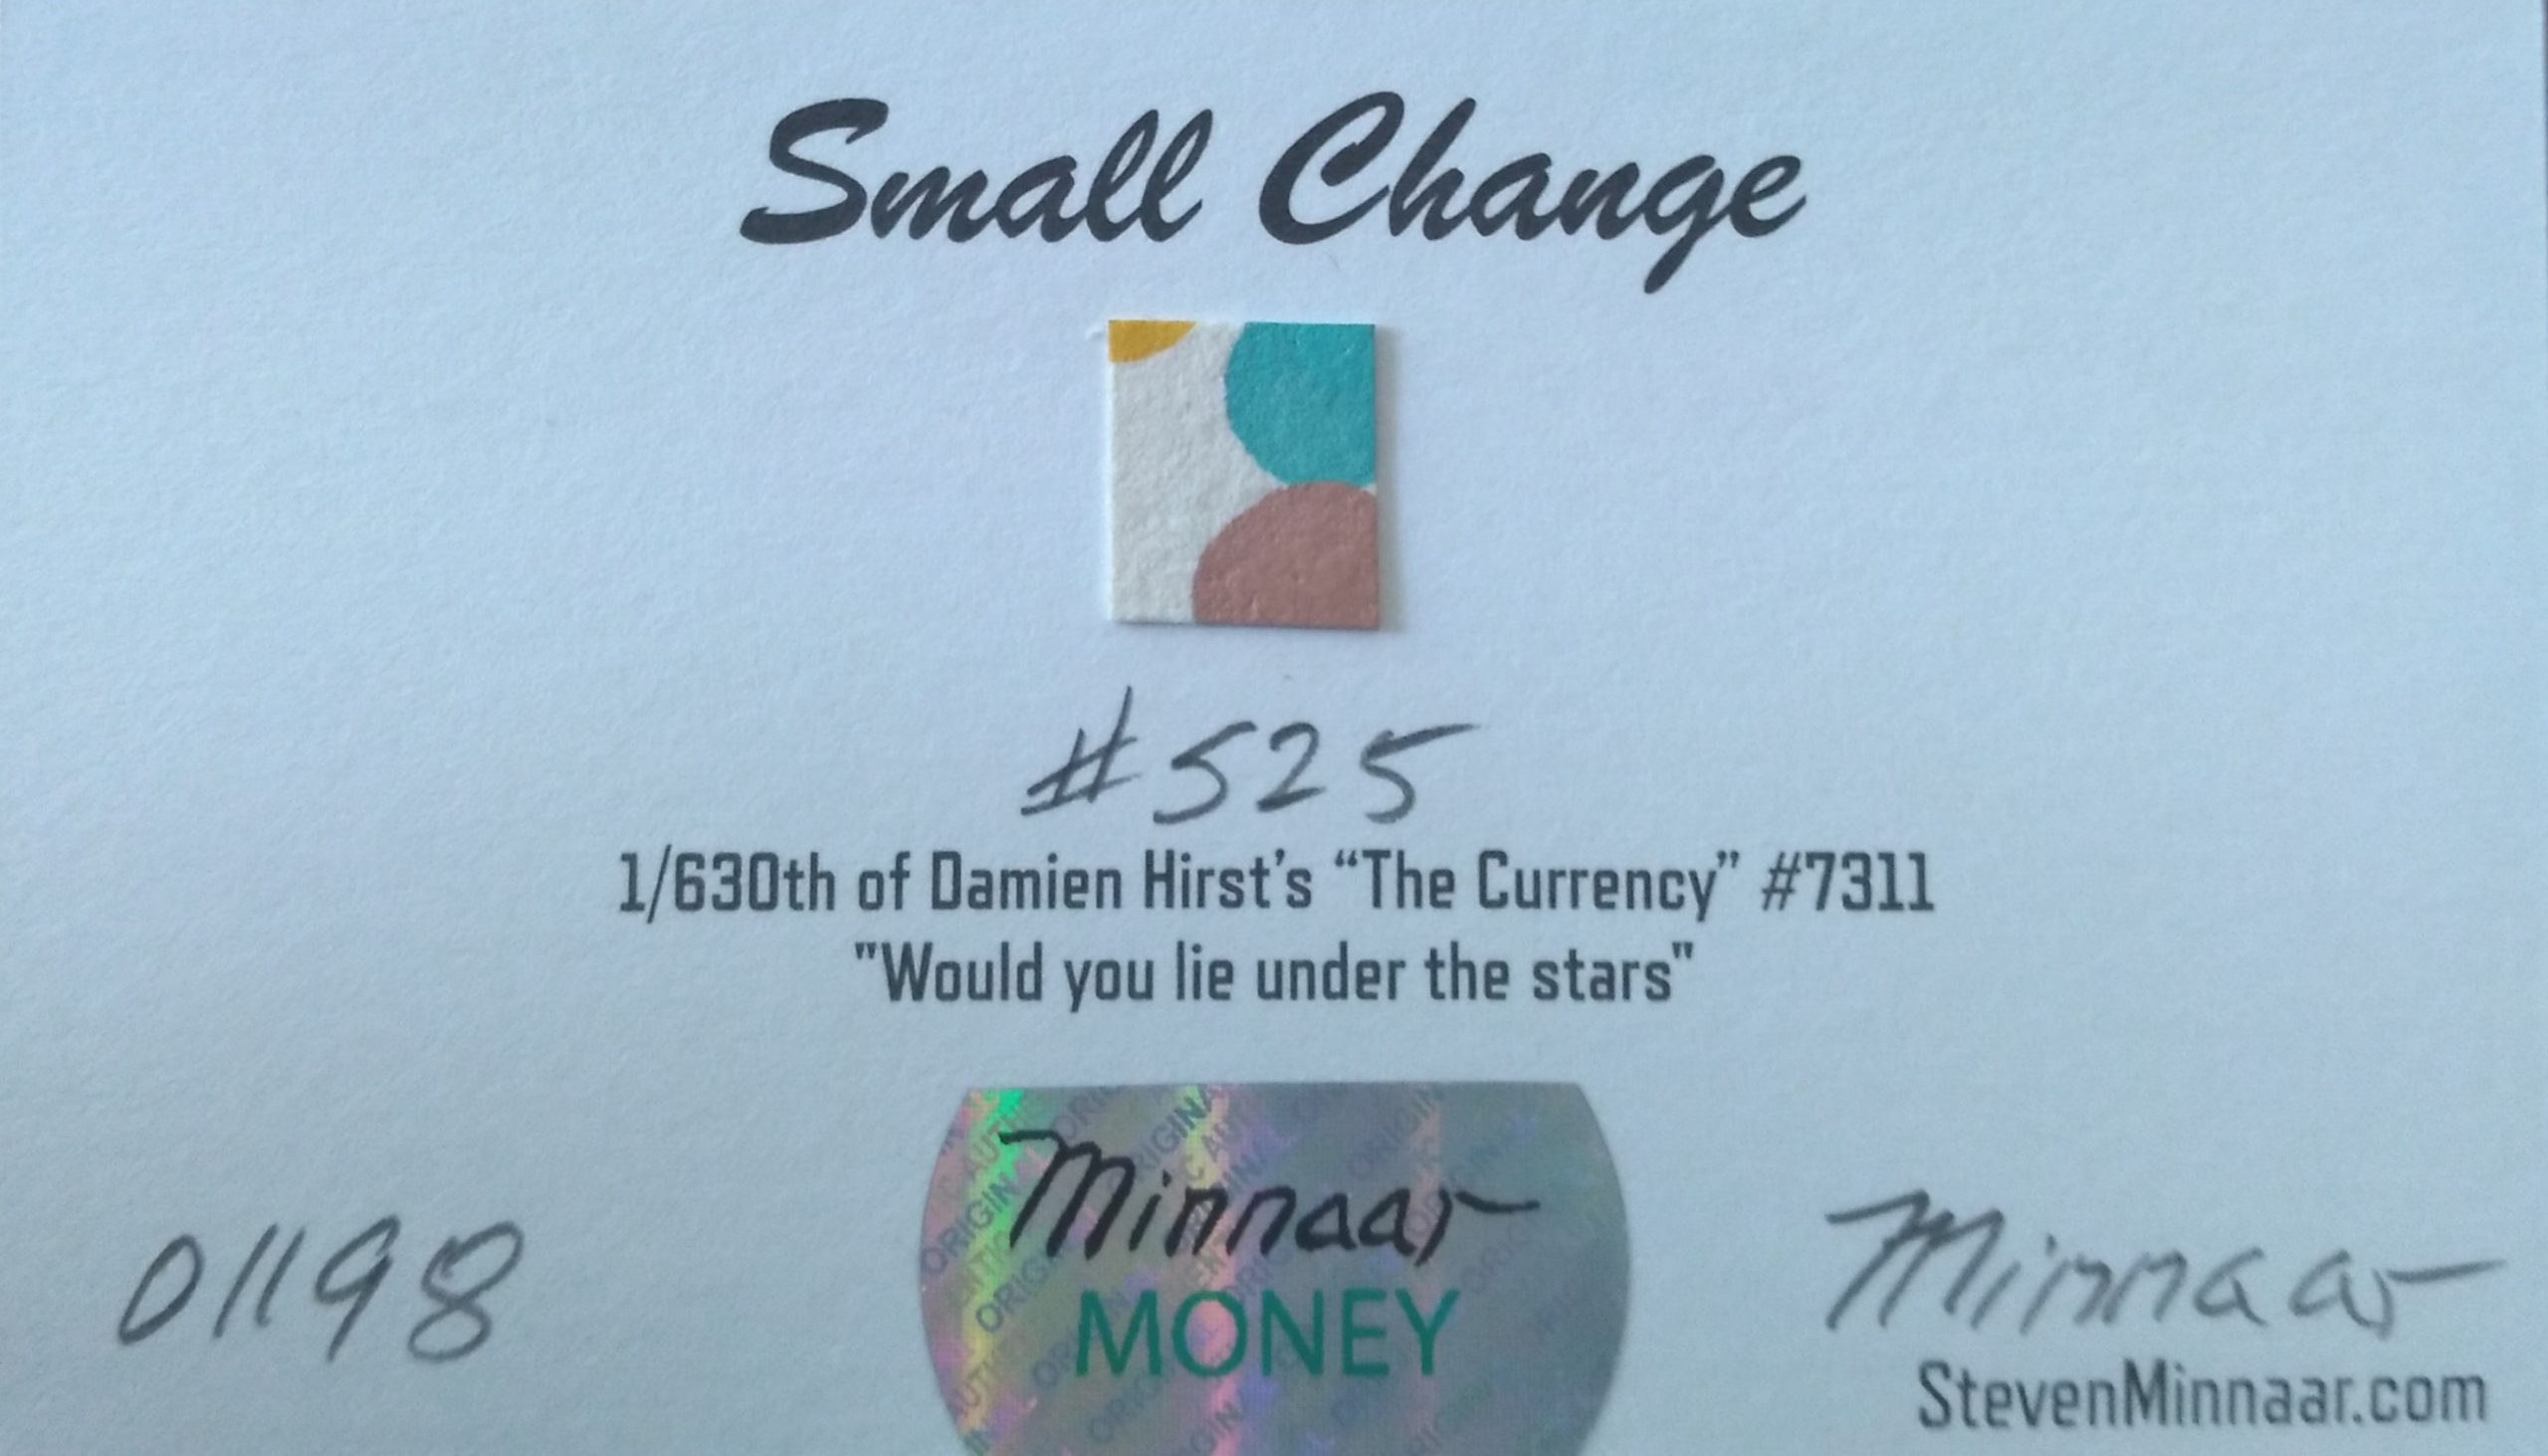 Small Change
#525
1/630th of Damien Hirst's “The Currency” #7311
"Would you lie under the stars"
Minnaar
MONEY
01198
Minnaar
StevenMinnaar.com